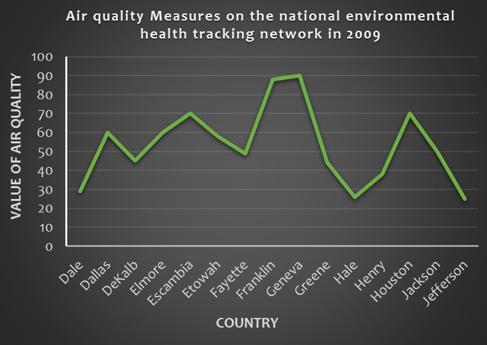 Air quality Measures on the national environmental
health tracking network in 2009
100
90
80
70
60
50
40
30
20
10
0
VALUE OF AIR QUALITY
Dale
Dallas
DeKalb
Elmore
Escambia
Etowah
Fayette
Franklin
Geneva
Greene
Hale
Henry
Houston
Jackson
Jefferson
COUNTRY